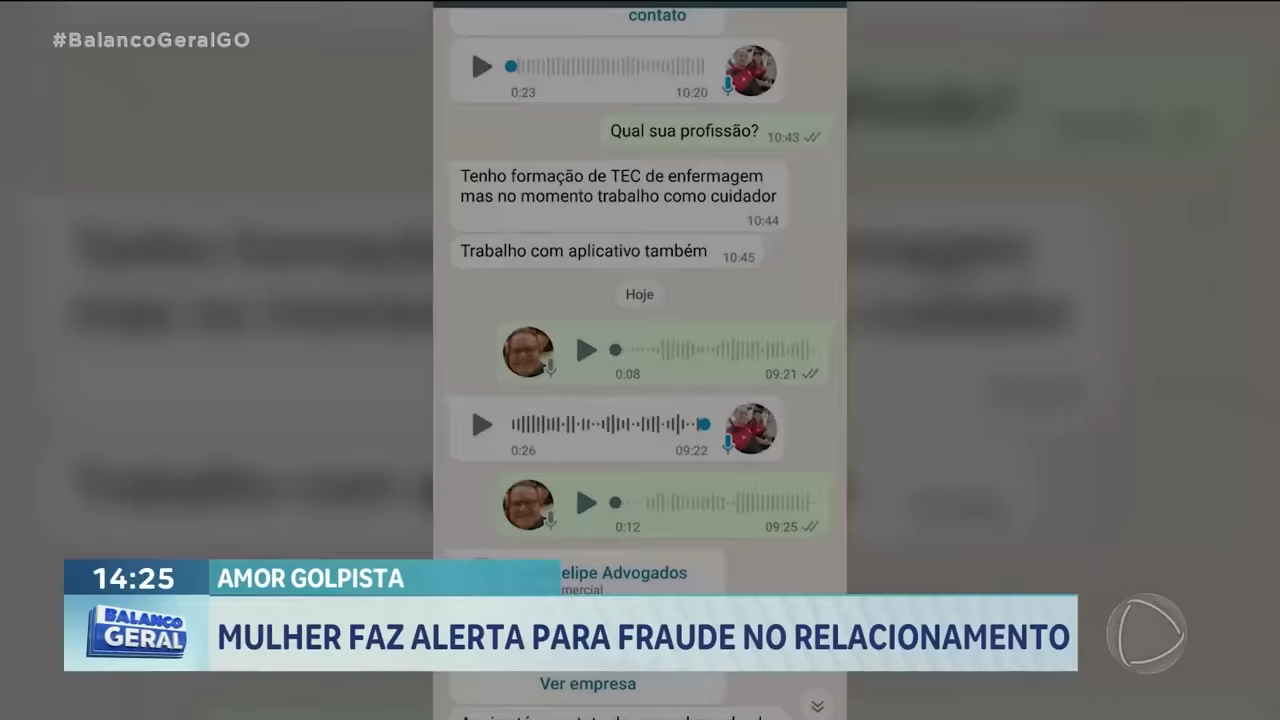 #BalancoGeralGO
contato
0:23 10:20
Qual sua profissão? 10:43
Tenho formação de TEC de enfermagem
mas no momento trabalho como cuidador
10:44
Trabalho com aplicativo também 10:45
Hoje
0:08 09:21
0:26 09:22
0:12 09:25
elipe Advogados
mercial
14:25 AMOR GOLPISTA
BALANCO
GERAL
MULHER FAZ ALERTA PARA FRAUDE NO RELACIONAMENTO
Ver empresa